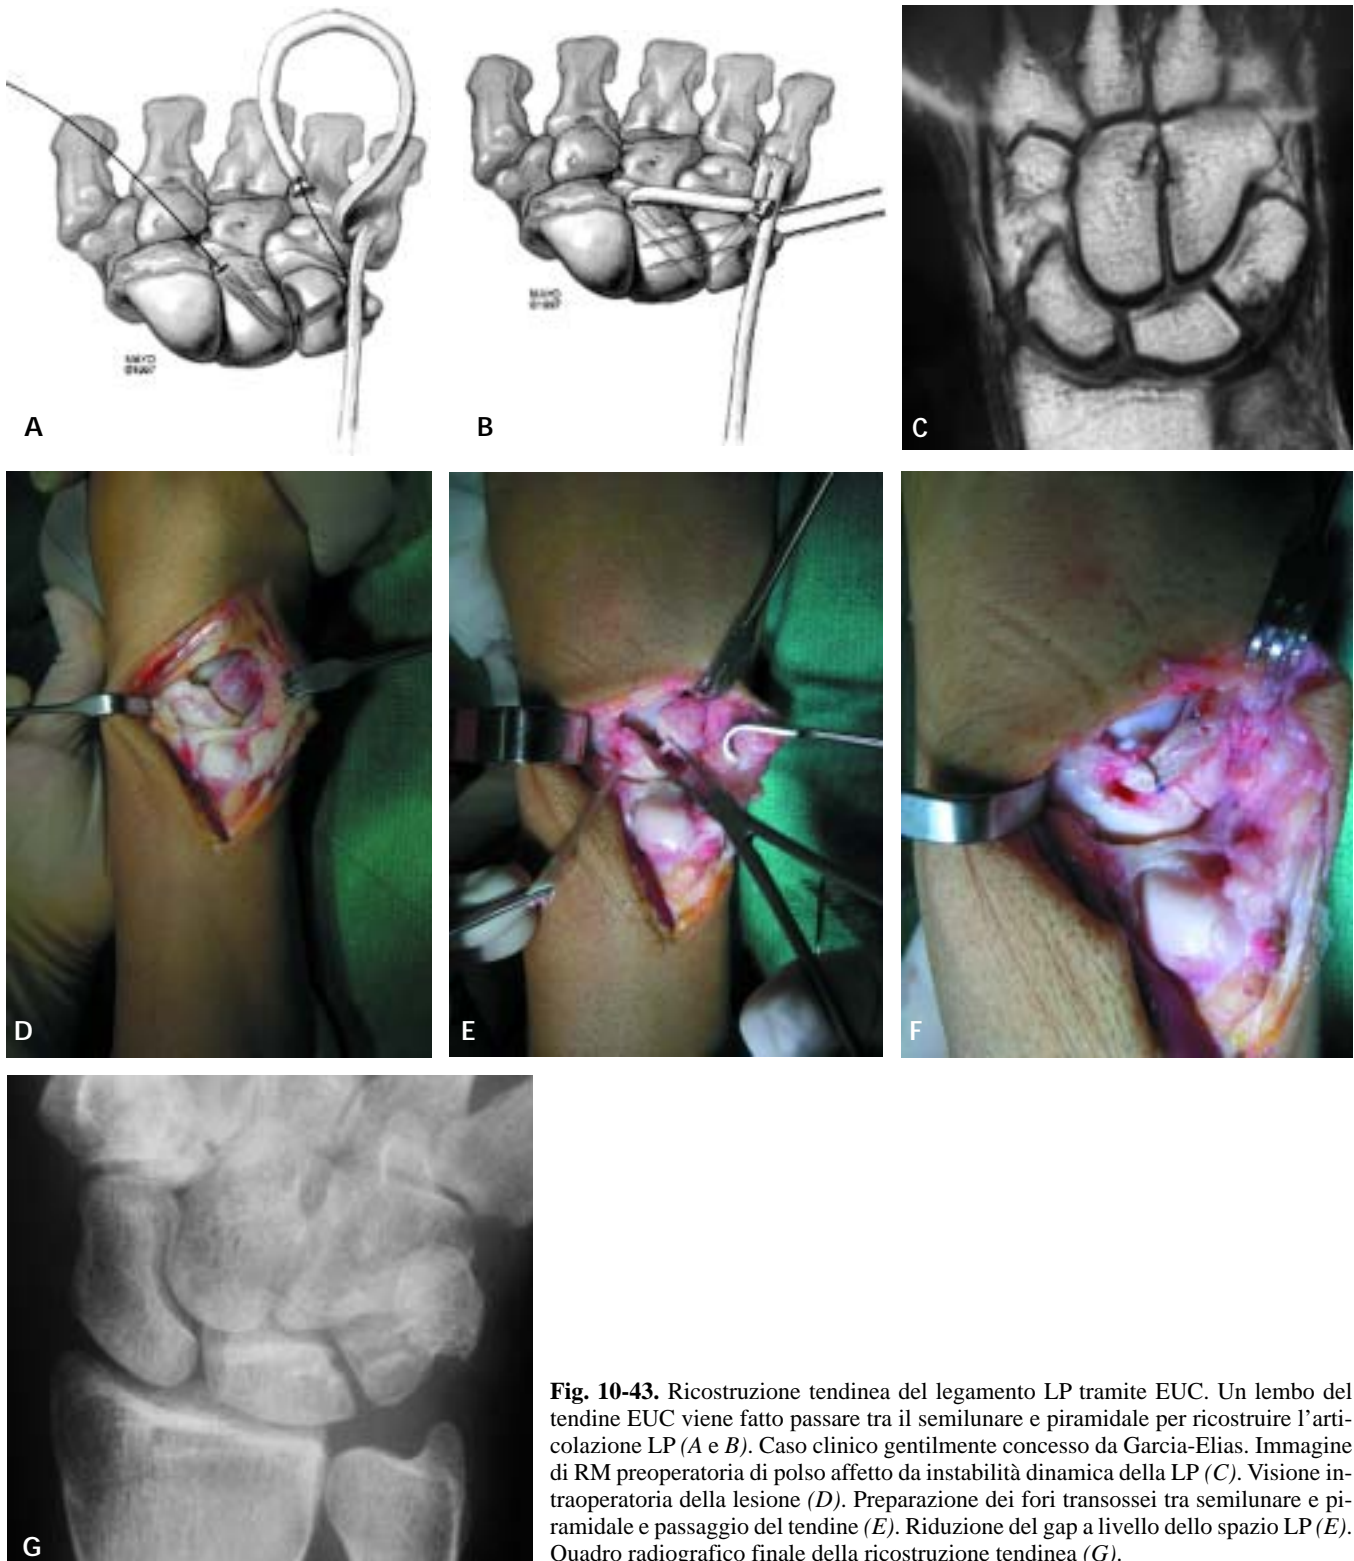 A
B
C
MAYO
MAYO
D
E
F
G
Fig. 10-43. Ricostruzione tendinea del legamento LP tramite EUC. Un lembo del
tendine EUC viene fatto passare tra il semilunare e piramidale per ricostruire l’arti-
colazione LP (A e B). Caso clinico gentilmente concesso da Garcia-Elias. Immagine
di RM preoperatoria di polso affetto da instabilità dinamica della LP (C). Visione in-
traoperatoria della lesione (D). Preparazione dei fori transossei tra semilunare e pi-
ramidale e passaggio del tendine (E). Riduzione del gap a livello dello spazio LP (E).
Quadro radiografico finale della ricostruzione tendinea (G).